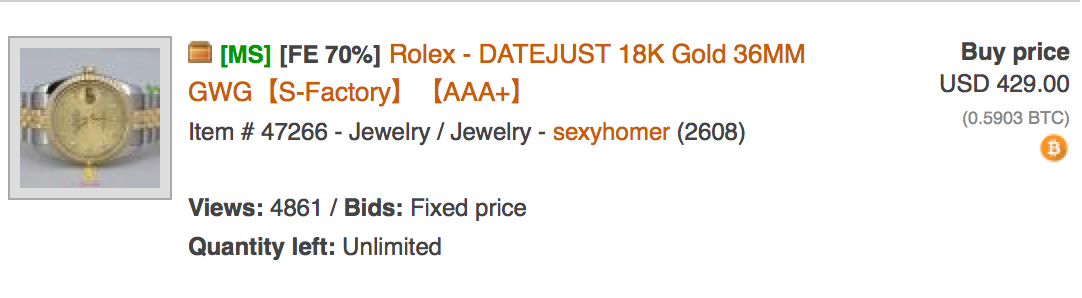 [MS] [FE 70%] Rolex - DATEJUST 18K Gold 36MM
GWG【S-Factory】 【AAA+】
Item # 47266 - Jewelry / Jewelry - sexyhomer (2608)
Views: 4861 / Bids: Fixed price
Quantity left: Unlimited
Buy price
USD 429.00
(0.5903 BTC)